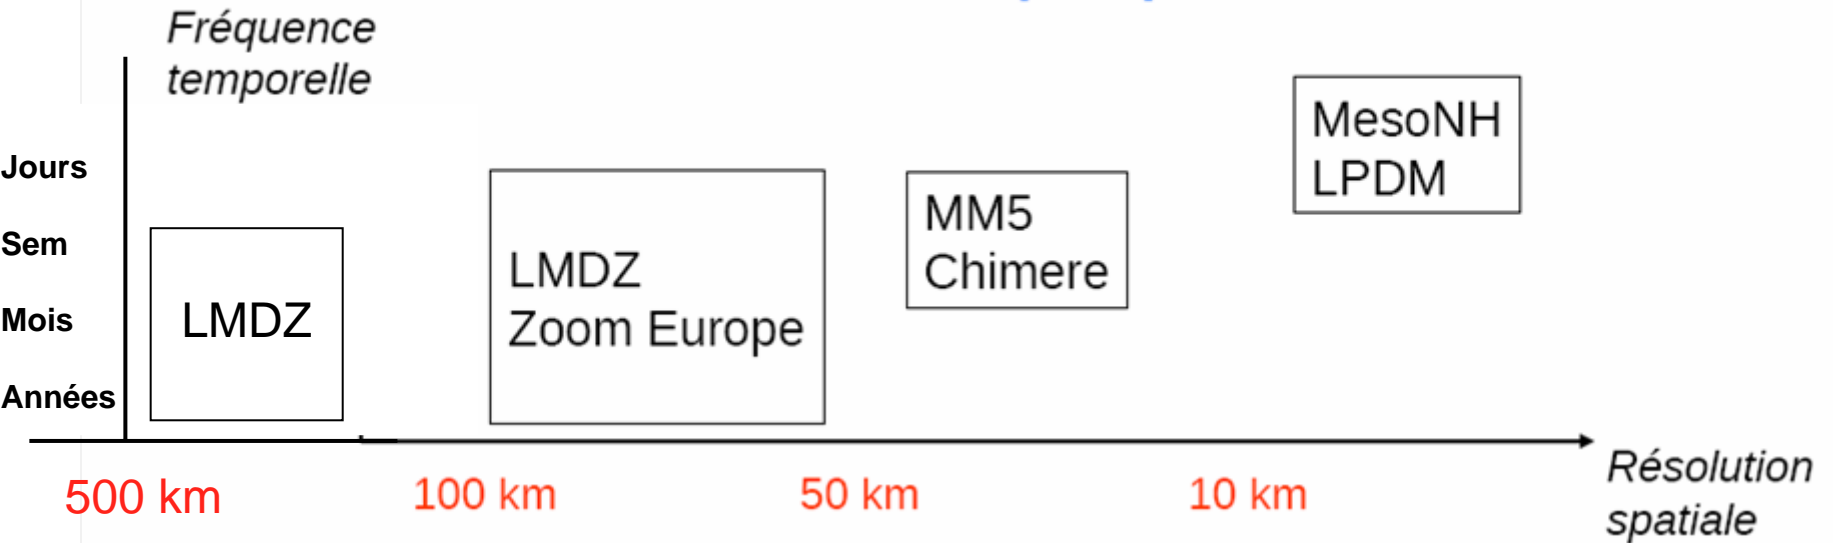 Fréquence
temporelle
Jours
Sem
Mois
Années
LMDZ
LMDZ
Zoom Europe
MM5
Chimere
MesoNH
LPDM
500 km
100 km
50 km
10 km
Résolution
spatiale